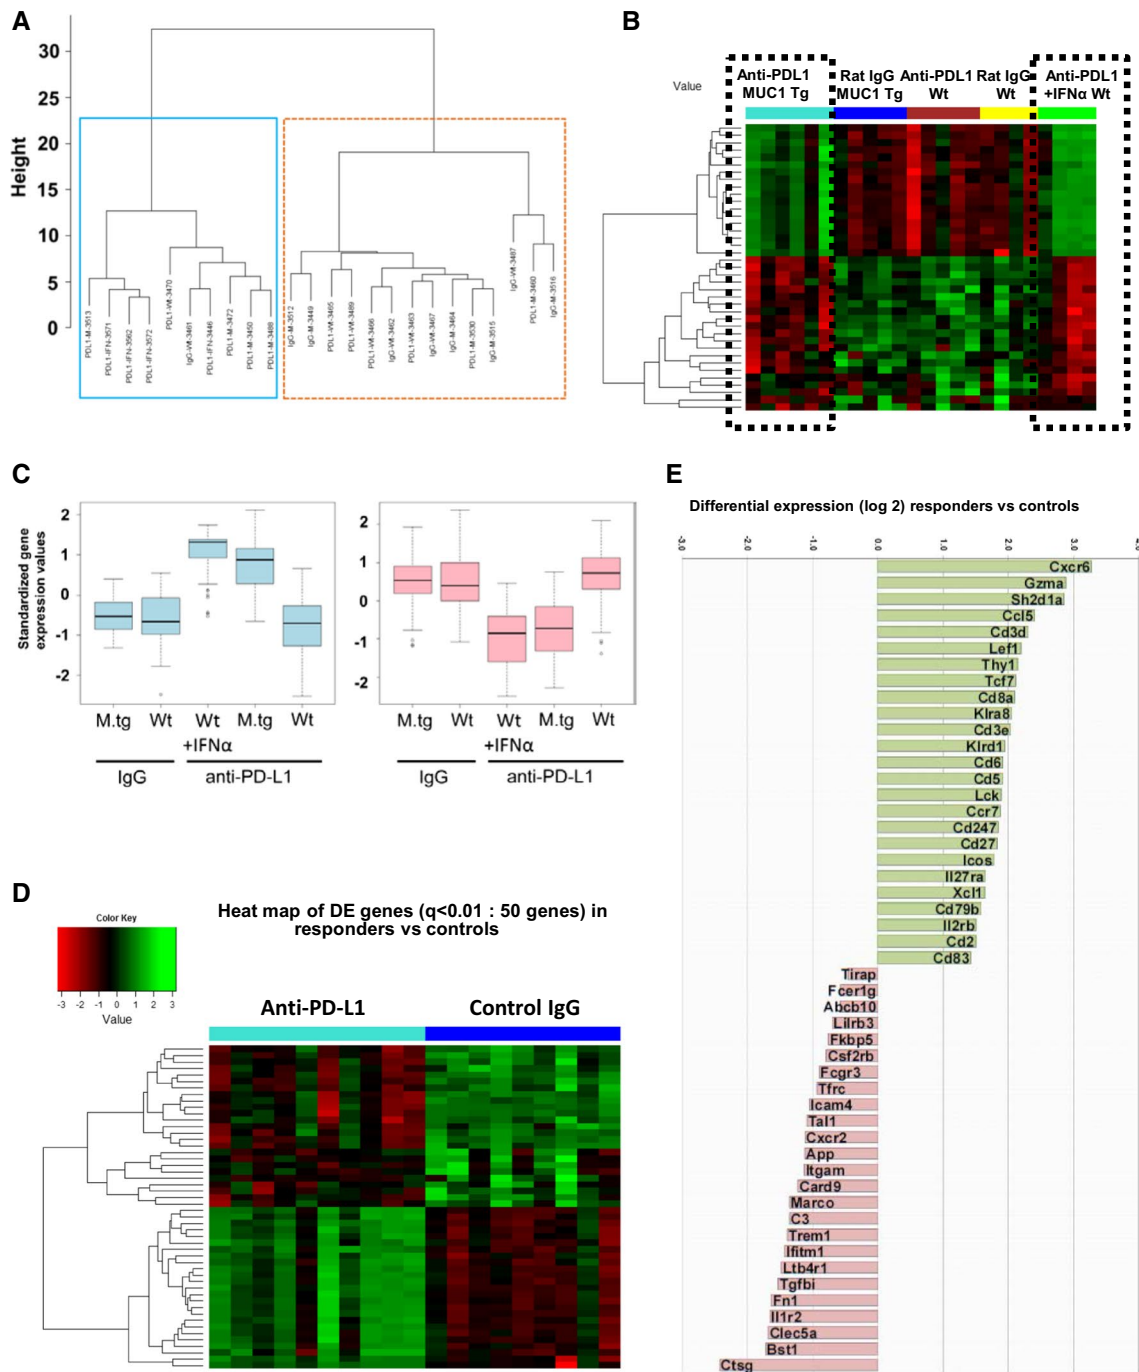 A
Height
30
25
20
15
10
5
0
PDL1-M-3513
PDL1-IFN-3571
PDL1-IFN-3562
PDL1-IFN-3572
PDL1-Wt-3470
IgG-Wt-3461
PDL1-IFN-3446
PDL1-M-3472
PDL1-M-3450
PDL1-M-3488
IgG-M-3512
IgG-M-3449
PDL1-Wt-3465
PDL1-Wt-3489
PDL1-Wt-3466
IgG-Wt-3462
PDL1-Wt-3463
IgG-Wt-3467
IgG-M-3464
PDL1-M-3530
IgG-M-3515
IgG-Wt-3487
PDL1-M-3460
IgG-M-3516
B
Value
Anti-PDL1 MUC1 Tg
Rat IgG MUC1 Tg
Anti-PDL1 Wt
Rat IgG Wt
Anti-PDL1 +IFNα Wt
C
Standardized gene
expression values
2
1
0
-1
-2
M.tg Wt Wt M.tg Wt
+IFNα
IgG anti-PD-L1
2
1
0
-1
-2
M.tg Wt Wt M.tg Wt
+IFNα
IgG anti-PD-L1
D
Color Key
-3 -2 -1 0 1 2 3
Value
Heat map of DE genes (q<0.01 : 50 genes) in
responders vs controls
Anti-PD-L1 Control IgG
E
Differential expression (log 2) responders vs controls
-3.0 -2.0 -1.0 0.0 1.0 2.0 3.0 4.
Cxcr6
Gzma
Sh2d1a
Ccl5
Cd3d
Lef1
Thy1
Tcf7
Cd8a
Klra8
Cd3e
Klrd1
Cd6
Cd5
Lck
Ccr7
Cd247
Cd27
Icos
Il27ra
Xcl1
Cd79b
Il2rb
Cd2
Cd83
Tirap
Fcer1g
Abcb10
Lilrb3
Fkbp5
Csf2rb
Fcgr3
Tfrc
Icam4
Tal1
Cxcr2
App
Itgam
Card9
Marco
C3
Trem1
Ifitm1
Ltb4r1
Tgfbi
Fn1
Il1r2
Clec5a
Bst1
Ctsg